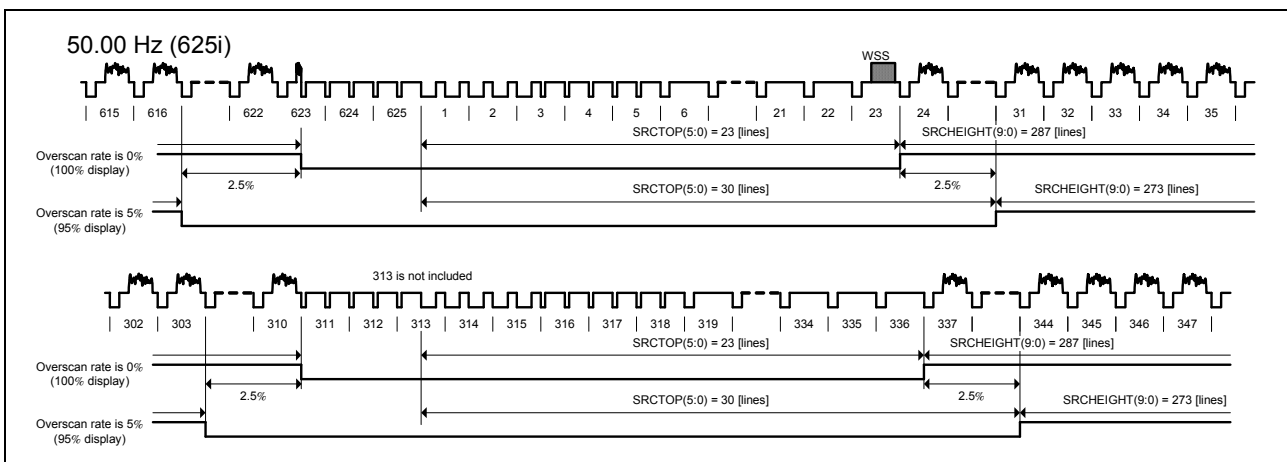 50.00 Hz (625i)
WSS
615 616 622 623 624 625 1 2 3 4 5 6 21 22 23 24 31 32 33 34 35
SRCTOP(5:0) = 23 [lines] SRCHEIGHT(9:0) = 287 [lines]
Overscan rate is 0%
(100% display)
2.5% 2.5%
SRCTOP(5:0) = 30 [lines] SRCHEIGHT(9:0) = 273 [lines]
Overscan rate is 5%
(95% display)
313 is not included
302 303 310 311 312 313 314 315 316 317 318 319 334 335 336 337 344 345 346 347
SRCTOP(5:0) = 23 [lines] SRCHEIGHT(9:0) = 287 [lines]
Overscan rate is 0%
(100% display)
2.5% 2.5%
SRCTOP(5:0) = 30 [lines] SRCHEIGHT(9:0) = 273 [lines]
Overscan rate is 5%
(95% display)